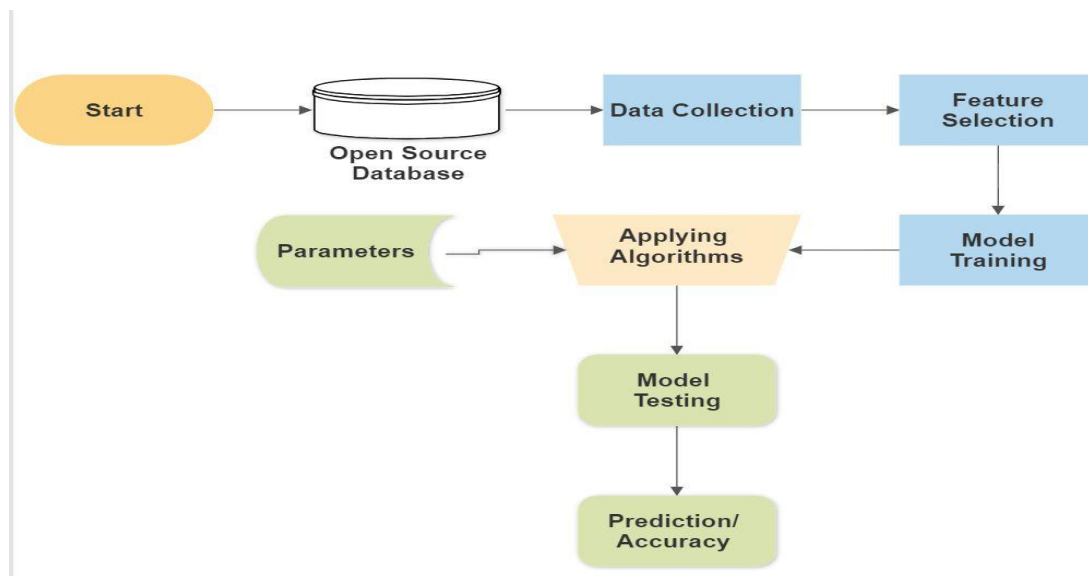 Start
Open Source
Database
Data Collection
Feature
Selection
Parameters
Applying
Algorithms
Model
Training
Model
Testing
Prediction/
Accuracy